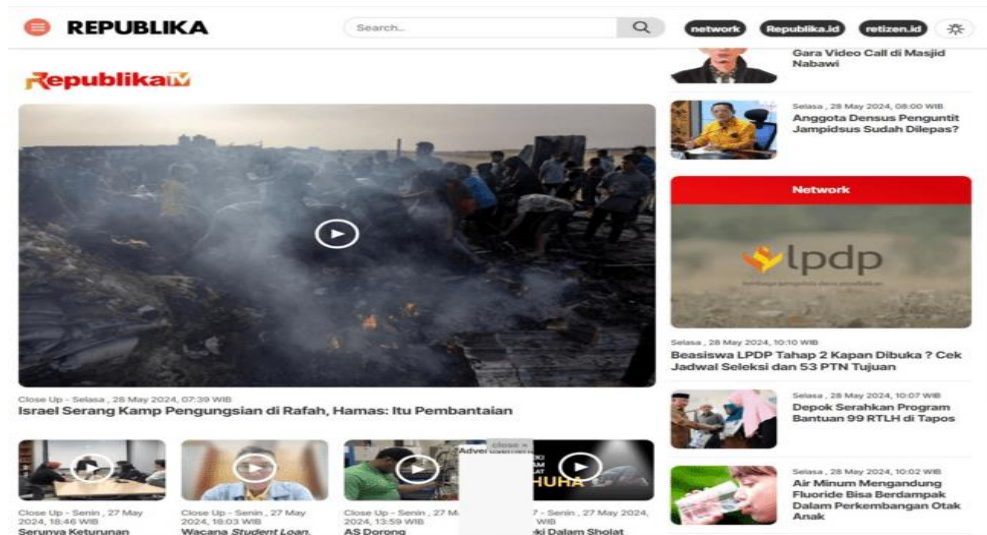 REPUBLIKA
Search...
network
Republika.id
retizen.id
RepublikaTV
Close Up - Selasa , 28 May 2024, 07:39 WIB
Israel Serang Kamp Pengungsian di Rafah, Hamas: Itu Pembantaian
Close Up - Senin , 27 May
2024, 18:46 WIB
Serunya Keturunan
Close Up - Senin , 27 May
2024, 18:03 WIB
Wacana Student Loan,
Close Up - Senin , 27 M
2024, 13:59 WIB
AS Dorong
close ×
HUHA
7 - Senin , 27 May 2024,
WIB
Dalam Sholat
Gara Video Call di Masjid
Nabawi
Selasa , 28 May 2024, 08:00 WIB
Anggota Densus Penguntit
Jampidsus Sudah Dilepas?
Network
lpdp
lembaga pengelola dana pendidikan
Selasa , 28 May 2024, 10:10 WIB
Beasiswa LPDP Tahap 2 Kapan Dibuka ? Cek
Jadwal Seleksi dan 53 PTN Tujuan
Selasa , 28 May 2024, 10:07 WIB
Depok Serahkan Program
Bantuan 99 RTLH di Tapos
Selasa , 28 May 2024, 10:02 WIB
Air Minum Mengandung
Fluoride Bisa Berdampak
Dalam Perkembangan Otak
Anak